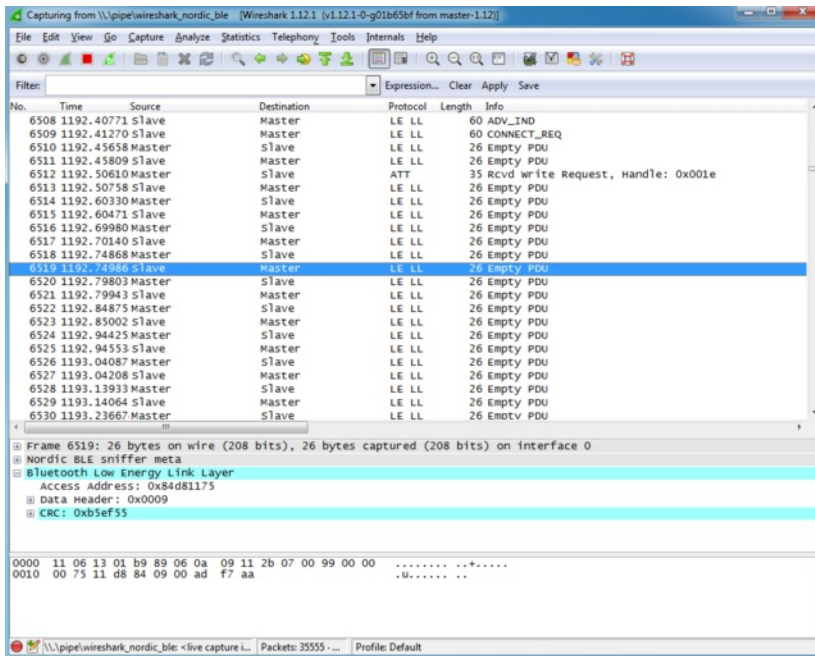 Capturing from \\.\pipe\wireshark_nordic_ble [Wireshark 1.12.1 (v1.12.1-0-g01b65bf from master-1.12)]
File Edit View Go Capture Analyze Statistics Telephony Tools Internals Help
Filter: Expression... Clear Apply Save
No. Time Source Destination Protocol Length Info
6508 1192.40771 Slave Master LE LL 60 ADV_IND
6509 1192.41270 Slave Master LE LL 60 CONNECT_REQ
6510 1192.45658 Master Slave LE LL 26 Empty PDU
6511 1192.45809 Slave Master LE LL 26 Empty PDU
6512 1192.50610 Master Slave ATT 35 Rcvd Write Request, Handle: 0x001e
6513 1192.50758 Slave Master LE LL 26 Empty PDU
6514 1192.60330 Master Slave LE LL 26 Empty PDU
6515 1192.60471 Slave Master LE LL 26 Empty PDU
6516 1192.69980 Master Slave LE LL 26 Empty PDU
6517 1192.70140 Slave Master LE LL 26 Empty PDU
6518 1192.74868 Master Slave LE LL 26 Empty PDU
6519 1192.74986 Slave Master LE LL 26 Empty PDU
6520 1192.79803 Master Slave LE LL 26 Empty PDU
6521 1192.79943 Slave Master LE LL 26 Empty PDU
6522 1192.84875 Master Slave LE LL 26 Empty PDU
6523 1192.85002 Slave Master LE LL 26 Empty PDU
6524 1192.94425 Master Slave LE LL 26 Empty PDU
6525 1192.94553 Slave Master LE LL 26 Empty PDU
6526 1193.04087 Master Slave LE LL 26 Empty PDU
6527 1193.04208 Slave Master LE LL 26 Empty PDU
6528 1193.13933 Master Slave LE LL 26 Empty PDU
6529 1193.14064 Slave Master LE LL 26 Empty PDU
6530 1193.23667 Master Slave LE LL 26 Empty PDU
Frame 6519: 26 bytes on wire (208 bits), 26 bytes captured (208 bits) on interface 0
Nordic BLE sniffer meta
Bluetooth Low Energy Link Layer
Access Address: 0x84d81175
Data Header: 0x0009
CRC: 0xb5ef55
0000 11 06 13 01 b9 89 06 0a 09 11 2b 07 00 99 00 00 ........ ..+.....
0010 00 75 11 d8 84 09 00 ad f7 aa .u...... ..
\\.\pipe\wireshark_nordic_ble: <live capture i... Packets: 35555 · ... Profile: Default